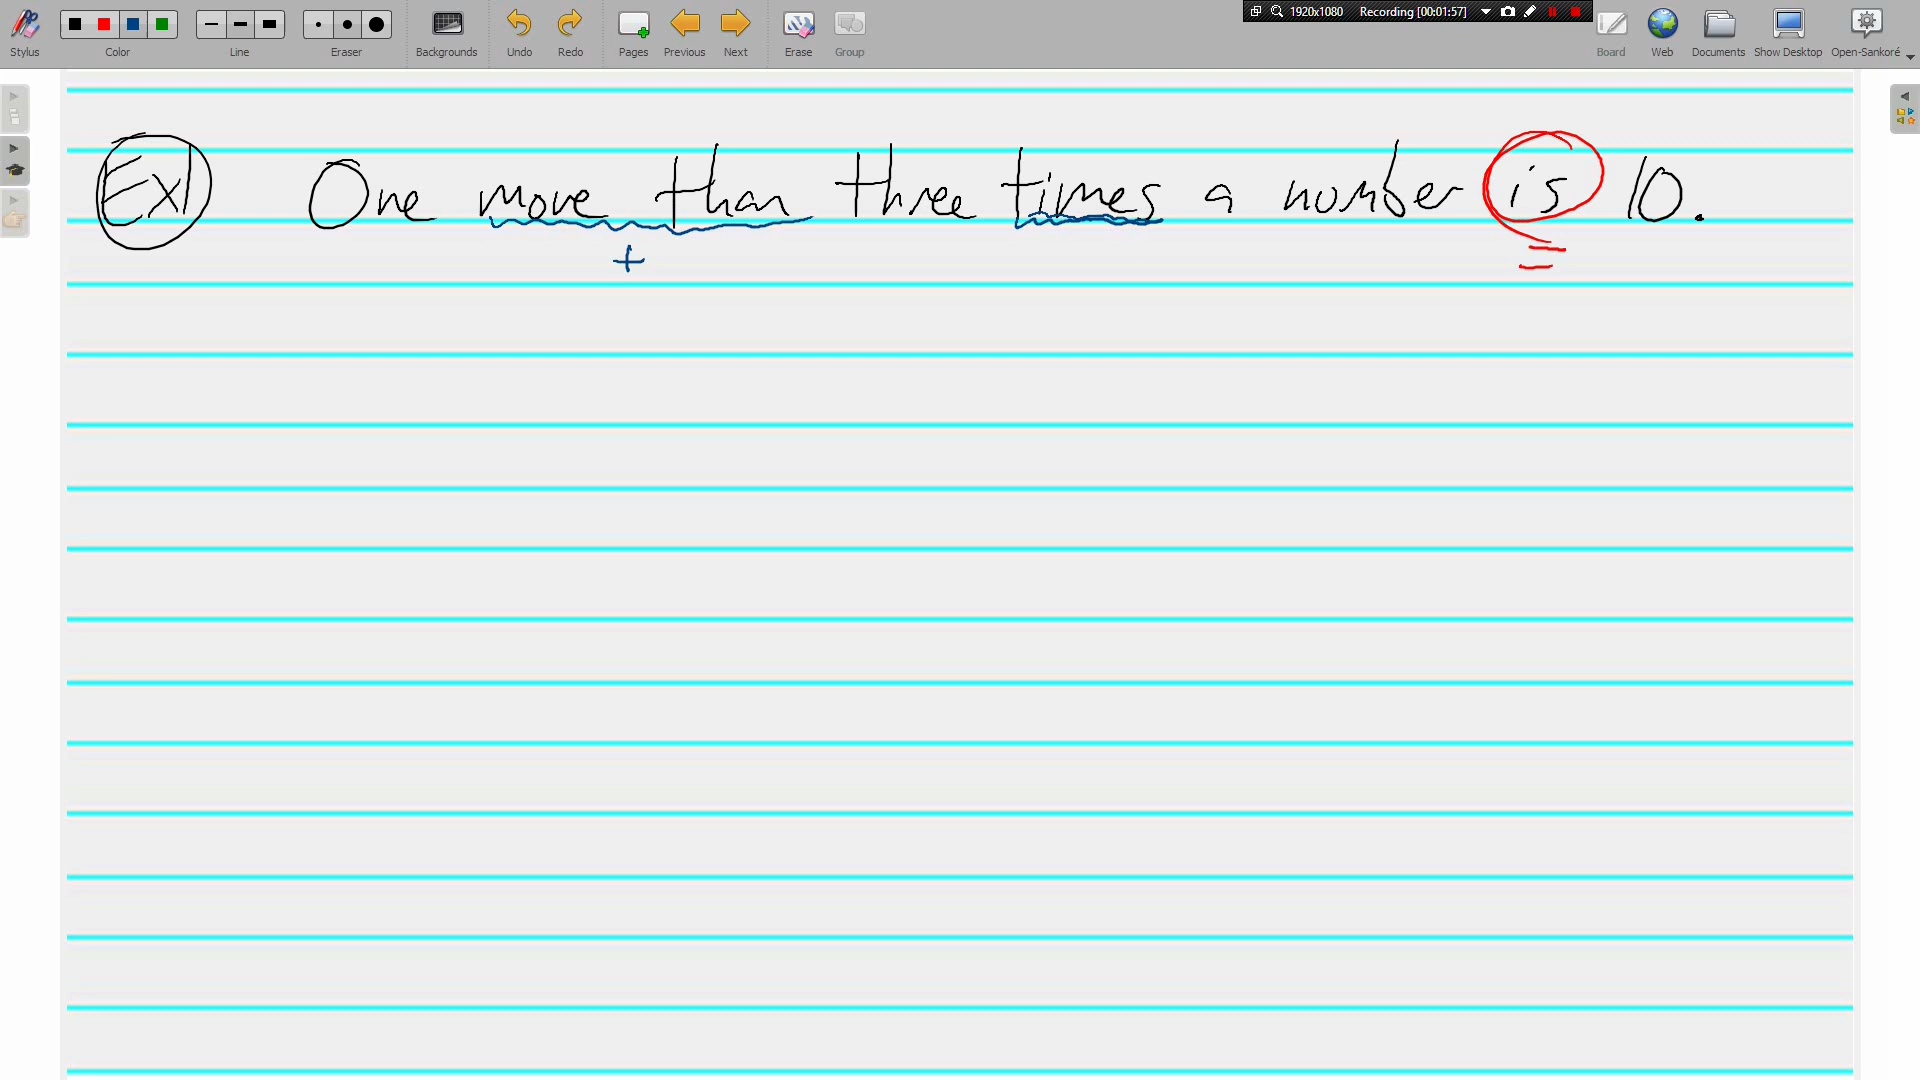 1920x1080 Recording [00:01:57]
Stylus Color Line Eraser Backgrounds Undo Redo Pages Previous Next Erase Group Board Web Documents Show Desktop Open-Sankoré
Ex1 One more than three times a number is 10.
+ =